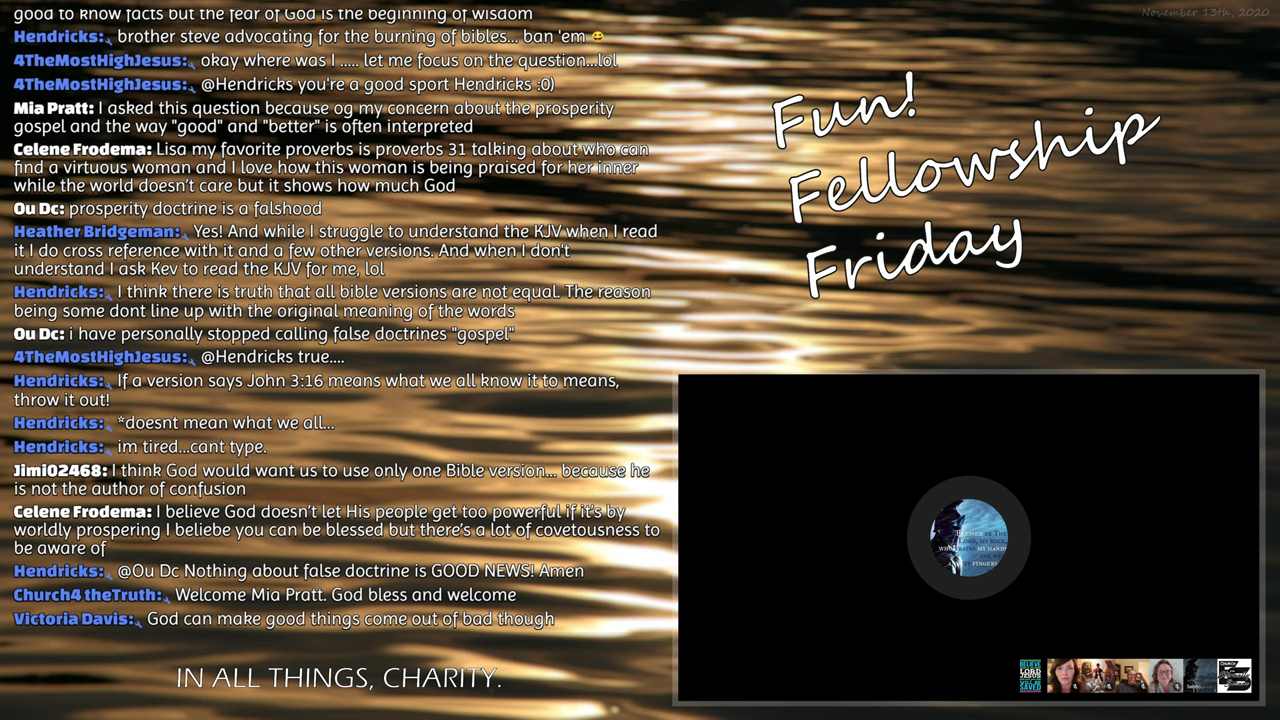 good to know facts but the fear of God is the beginning of wisdom
Hendricks: brother steve advocating for the burning of bibles... ban 'em 😄
4TheMostHighJesus: okay where was I ..... let me focus on the question...lol
4TheMostHighJesus: @Hendricks you're a good sport Hendricks :0)
Mia Pratt: I asked this question because og my concern about the prosperity
gospel and the way "good" and "better" is often interpreted
Celene Frodema: Lisa my favorite proverbs is proverbs 31 talking about who can
find a virtuous woman and I love how this woman is being praised for her inner
while the world doesn't care but it shows how much God
Ou Dc: prosperity doctrine is a falshood
Heather Bridgeman: Yes! And while I struggle to understand the KJV when I read
it I do cross reference with it and a few other versions. And when I don't
understand I ask Kev to read the KJV for me, lol
Hendricks: I think there is truth that all bible versions are not equal. The reason
being some dont line up with the original meaning of the words
Ou Dc: i have personally stopped calling false doctrines "gospel"
4TheMostHighJesus: @Hendricks true....
Hendricks: If a version says John 3:16 means what we all know it to means,
throw it out!
Hendricks: *doesnt mean what we all...
Hendricks: im tired...cant type.
Jimi02468: I think God would want us to use only one Bible version... because he
is not the author of confusion
Celene Frodema: I believe God doesn't let His people get too powerful if it's by
worldly prospering I beliebe you can be blessed but there's a lot of covetousness to
be aware of
Hendricks: @Ou Dc Nothing about false doctrine is GOOD NEWS! Amen
Church4 theTruth: Welcome Mia Pratt. God bless and welcome
Victoria Davis: God can make good things come out of bad though
IN ALL THINGS, CHARITY.
November 13th, 2020
Fun!
Fellowship
Friday
Blessed be The
Lord, my rock,
my hands
fingers
BELIEVE
LORD
JESUS
SAVED